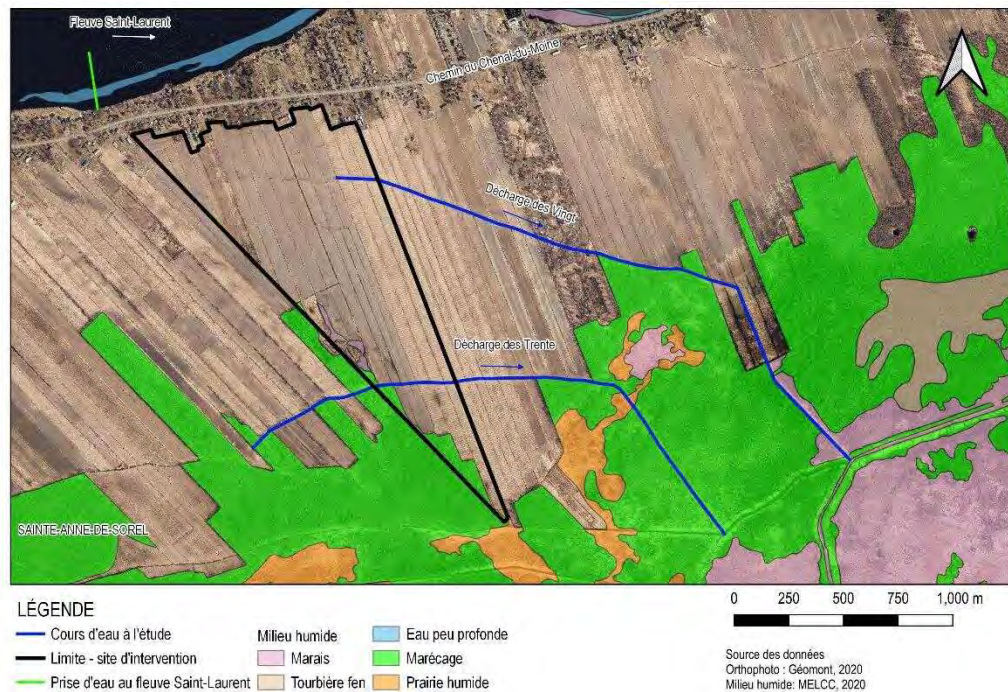 Fleuve Saint-Laurent
Chemin du Chenal-du-Moine
Décharge des Vingt
Décharge des Trente
SAINTE-ANNE-DE-SOREL
LÉGENDE
Cours d'eau à l'étude
Limite - site d'intervention
Prise d'eau au fleuve Saint-Laurent
Milieu humide
Marais
Tourbière fen
Eau peu profonde
Marécage
Prairie humide
0 250 500 750 1,000 m
Source des données
Orthophoto : Géomont, 2020
Milieu humide: MELCC, 2020